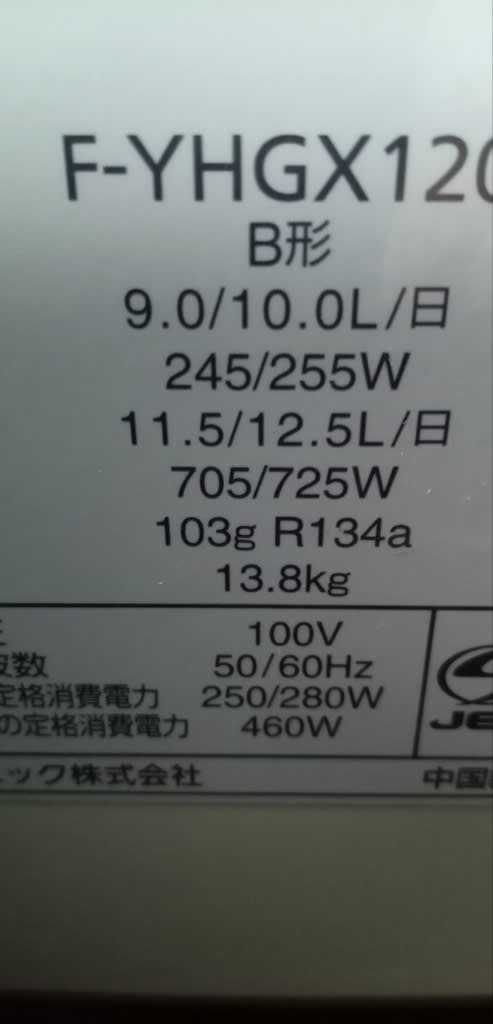 F-YHGX120
B形
9.0/10.0L/日
245/255W
11.5/12.5L/日
705/725W
103g R134a
13.8kg
100V
波数 50/60Hz
定格消費電力 250/280W
の定格消費電力 460W
ック株式会社 中国